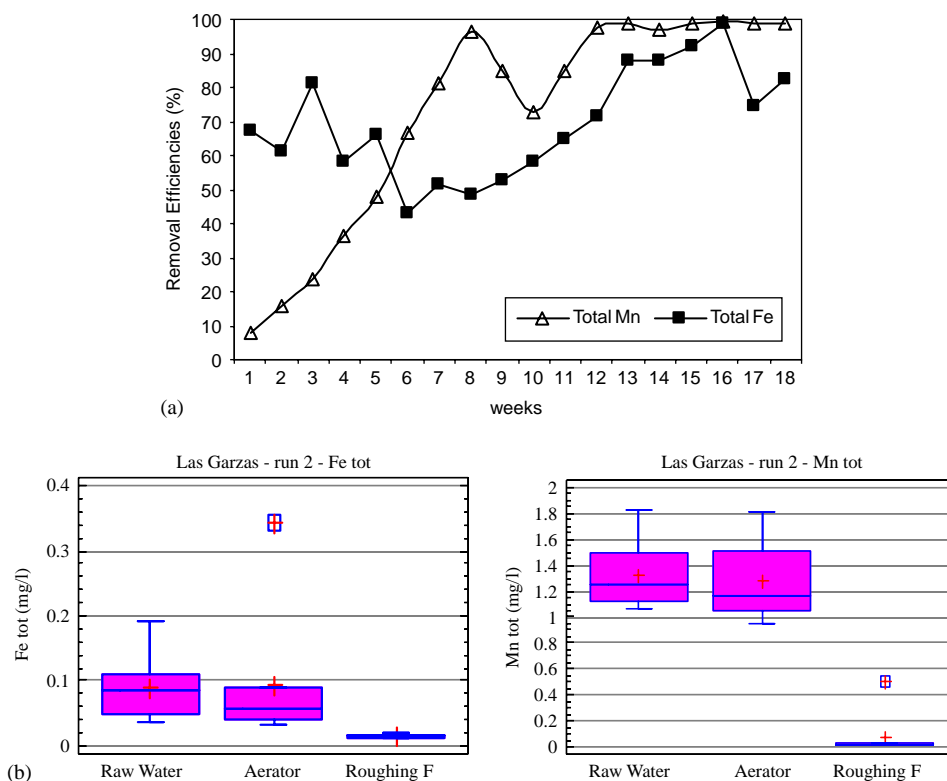 100
90
80
70
60
50
40
30
20
10
0
Removal Efficiencies (%)
Total Mn Total Fe
1 2 3 4 5 6 7 8 9 10 11 12 13 14 15 16 17 18
weeks
(a)
Las Garzas - run 2 - Fe tot
0.4
0.3
0.2
0.1
0
Fe tot (mg/l)
Raw Water Aerator Roughing F
Las Garzas - run 2 - Mn tot
2
1.8
1.6
1.4
1.2
1
0.8
0.6
0.4
0.2
0
Mn tot (mg/l)
Raw Water Aerator Roughing F
(b)